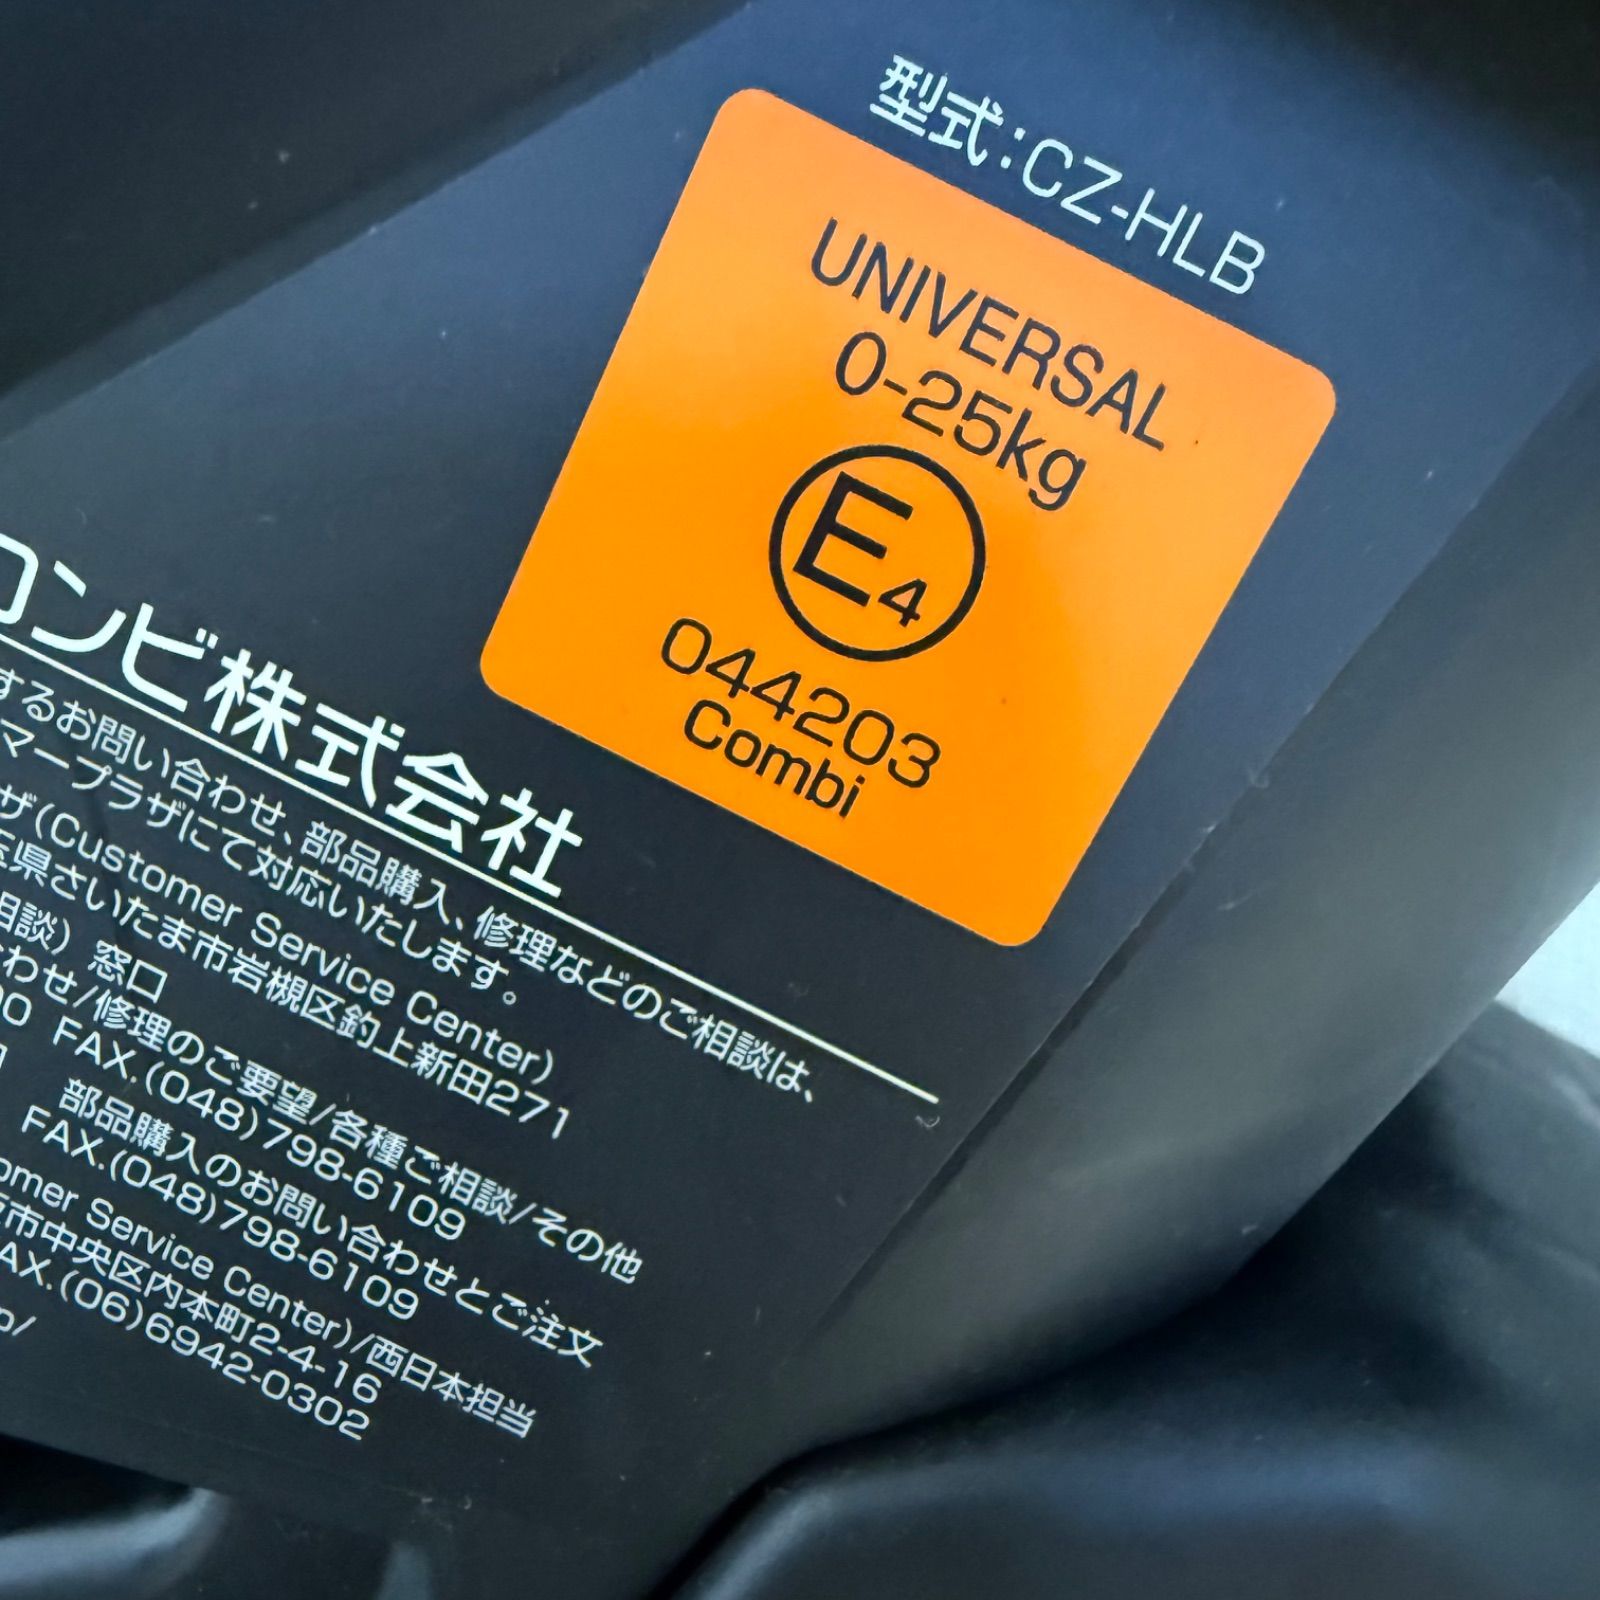 型式:CZ-HLB
UNIVERSAL
0-25kg
E4
044203
Combi
コンビ株式会社
するお問い合わせ、部品購入、修理などのご相談は、
マープラザにて対応いたします。
ザ(Customer Service Center)
玉県さいたま市岩槻区釣上新田271
相談) 窓口
わせ/修理のご要望/各種ご相談/その他
00 FAX.(048)798-6109
部品購入のお問い合わせとご注文
FAX.(048)798-6109
omer Service Center)/西日本担当
阪市中央区内本町2-4-16
AX.(06)6942-0302